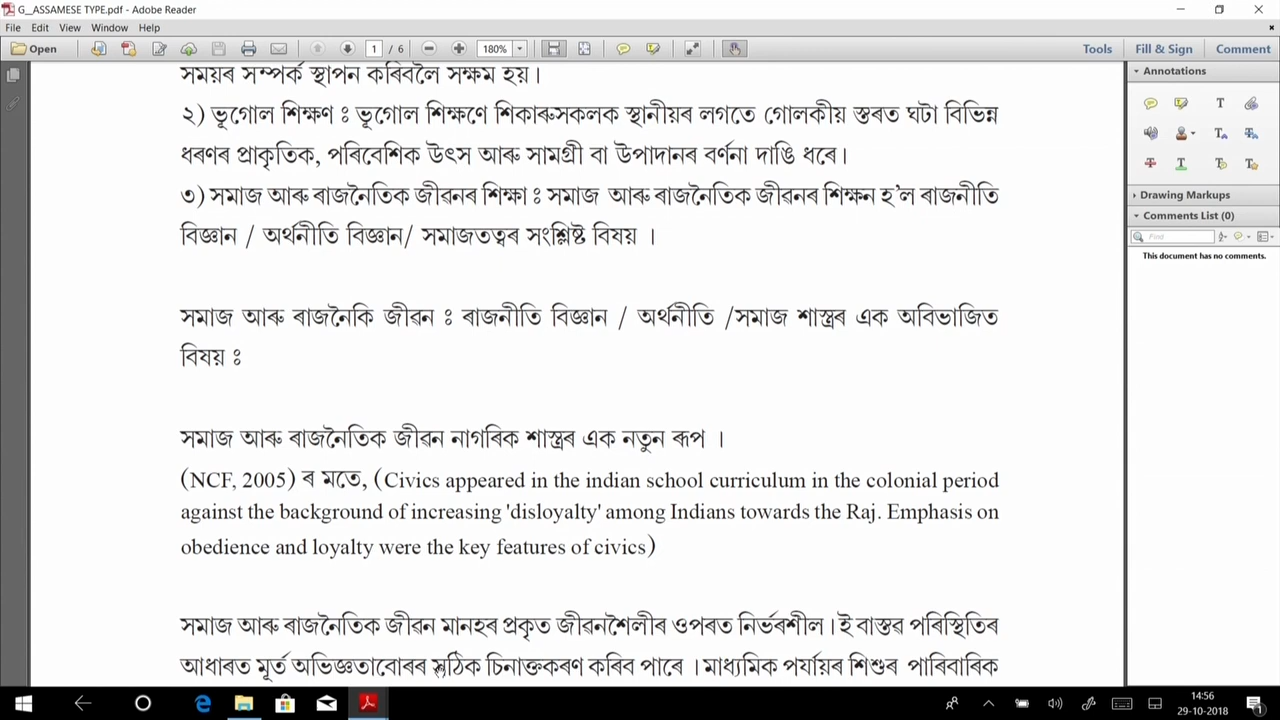 G__ASSAMESE TYPE.pdf - Adobe Reader
File Edit View Window Help
Open 1 / 6 180% Tools Fill & Sign Comment
Annotations
সময়ৰ সম্পৰ্ক স্থাপন কৰিবলৈ সক্ষম হয়।
২) ভূগোল শিক্ষণ ঃ ভূগোল শিক্ষণে শিকাৰুসকলক স্থানীয়ৰ লগতে গোলকীয় স্তৰত ঘটা বিভিন্ন
ধৰণৰ প্ৰাকৃতিক, পৰিবেশিক উৎস আৰু সামগ্ৰী বা উপাদানৰ বৰ্ণনা দাঙি ধৰে।
৩) সমাজ আৰু ৰাজনৈতিক জীৱনৰ শিক্ষা ঃ সমাজ আৰু ৰাজনৈতিক জীৱনৰ শিক্ষন হ'ল ৰাজনীতি
বিজ্ঞান / অৰ্থনীতি বিজ্ঞান/ সমাজতত্বৰ সংশ্লিষ্ট বিষয় ।
সমাজ আৰু ৰাজনৈকি জীৱন ঃ ৰাজনীতি বিজ্ঞান / অৰ্থনীতি /সমাজ শাস্ত্ৰৰ এক অবিভাজিত
বিষয় ঃ
সমাজ আৰু ৰাজনৈতিক জীৱন নাগৰিক শাস্ত্ৰৰ এক নতুন ৰূপ ।
(NCF, 2005) ৰ মতে, (Civics appeared in the indian school curriculum in the colonial period
against the background of increasing 'disloyalty' among Indians towards the Raj. Emphasis on
obedience and loyalty were the key features of civics)
সমাজ আৰু ৰাজনৈতিক জীৱন মানহৰ প্ৰকৃত জীৱনশৈলীৰ ওপৰত নিৰ্ভৰশীল। ই বাস্তৱ পৰিস্থিতিৰ
আধাৰত মূৰ্ত অভিজ্ঞতাবোৰৰ সঠিক চিনাক্তকৰণ কৰিব পাৰে । মাধ্যমিক পৰ্যায়ৰ শিশুৰ পাৰিবাৰিক
Drawing Markups
Comments List (0)
Find
This document has no comments.
14:56
29-10-2018